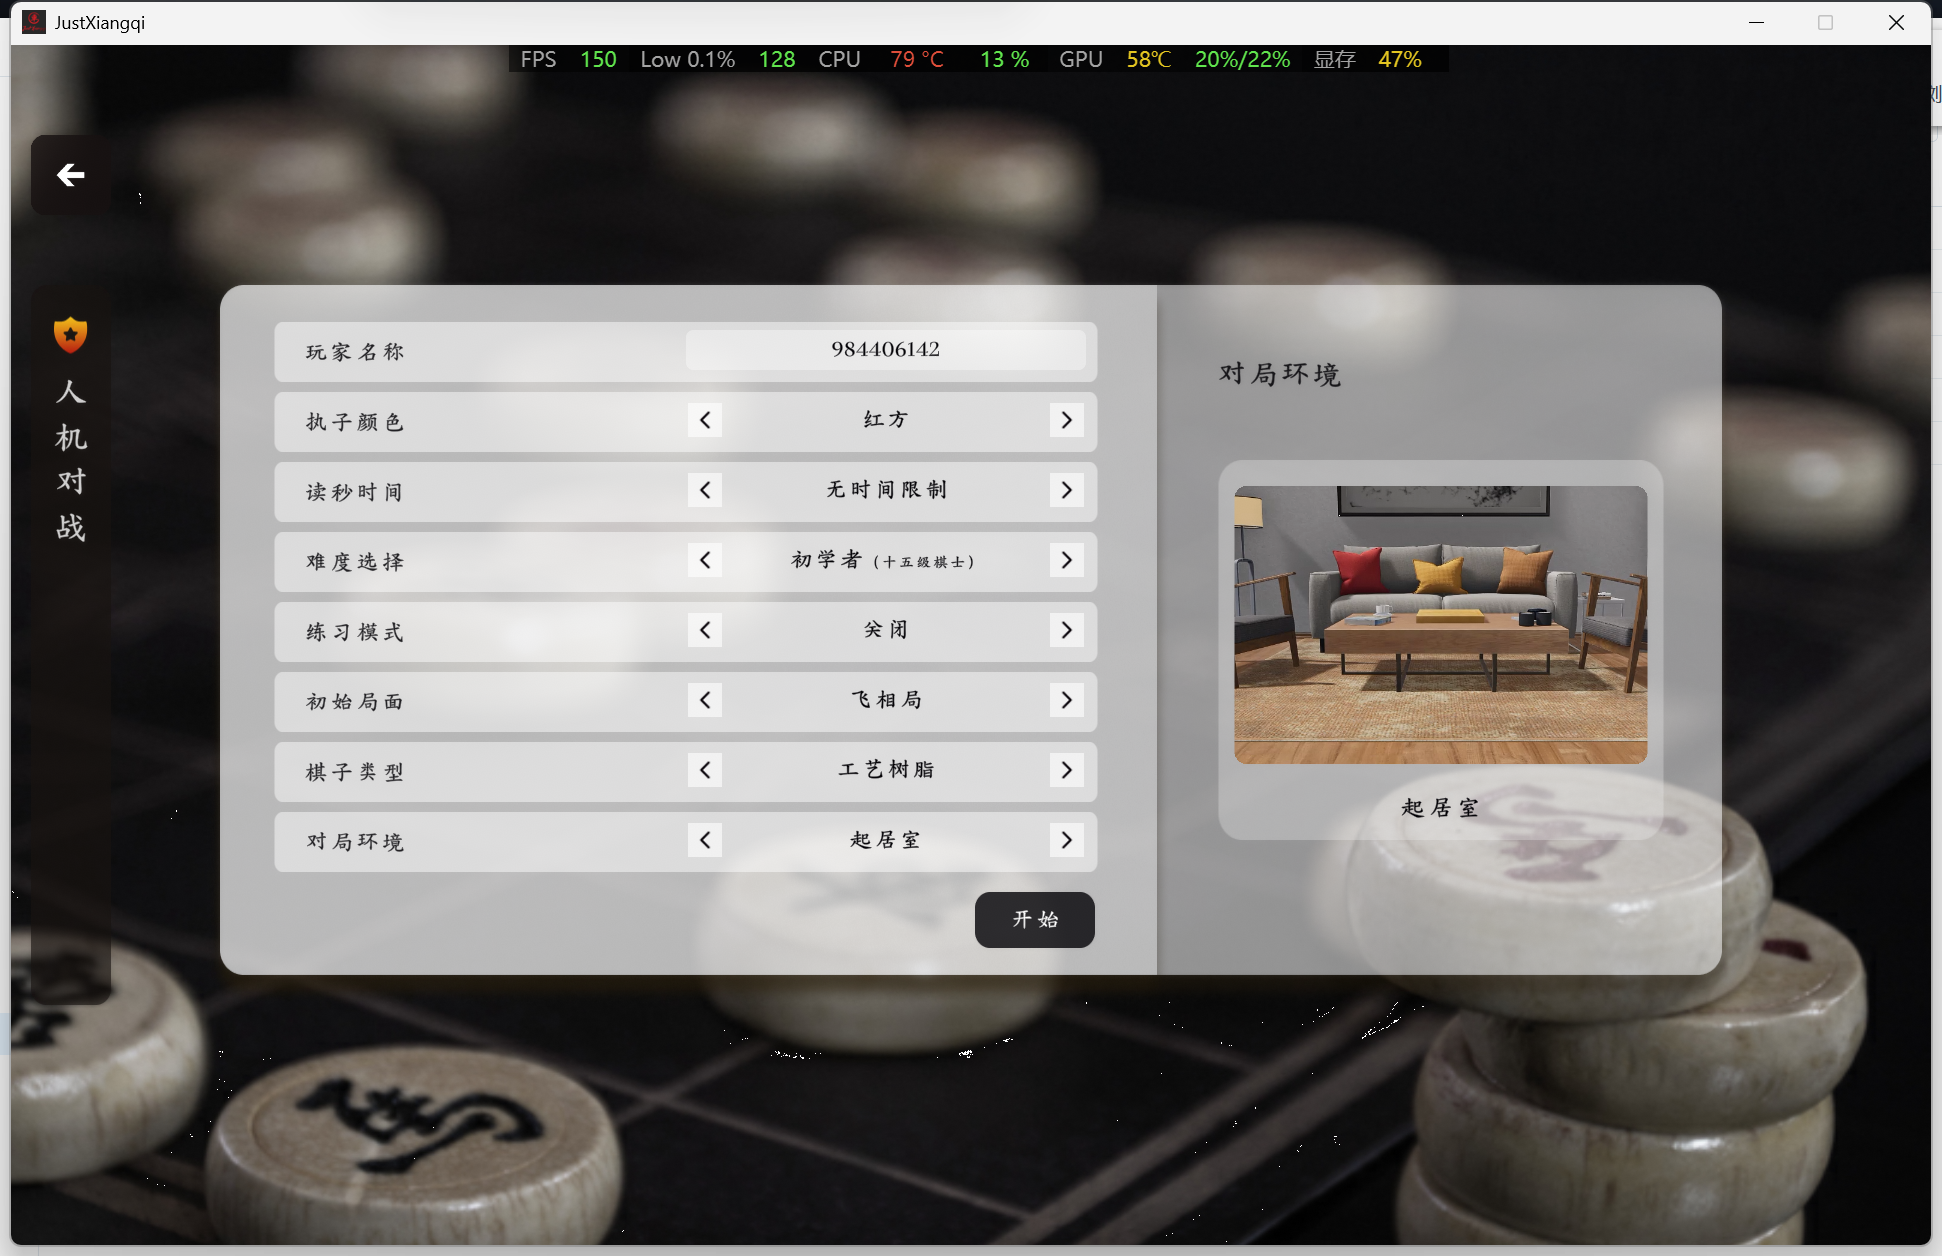 JustXiangqi
FPS 150 Low 0.1% 128 CPU 79 °C 13 % GPU 58℃ 20%/22% 显存 47%
人机对战
玩家名称 984406142
执子颜色 红方
读秒时间 无时间限制
难度选择 初学者(十五级棋士)
练习模式 关闭
初始局面 飞相局
棋子类型 工艺树脂
对局环境 起居室
开始
对局环境
起居室